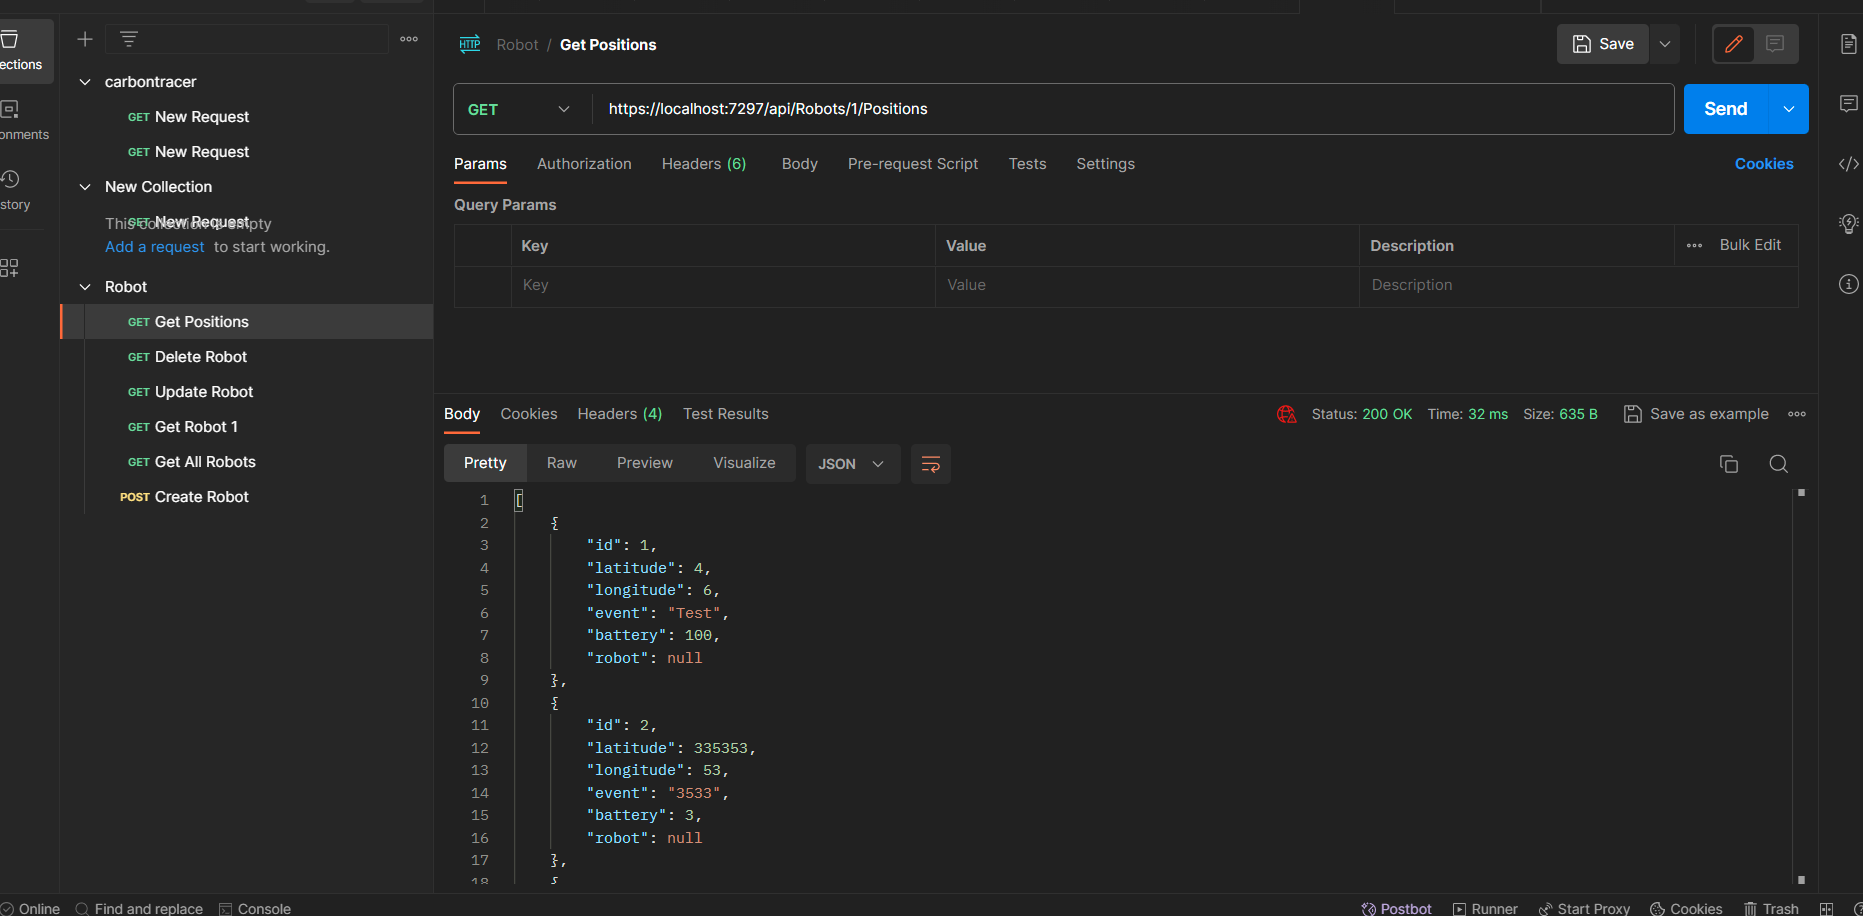 ections
onments
story
carbontracer
GET New Request
GET New Request
New Collection
GET New Request
This collection is empty
Add a request to start working.
Robot
GET Get Positions
GET Delete Robot
GET Update Robot
GET Get Robot 1
GET Get All Robots
POST Create Robot
HTTP Robot / Get Positions
Save
GET https://localhost:7297/api/Robots/1/Positions
Send
Params Authorization Headers (6) Body Pre-request Script Tests Settings Cookies
Query Params
Key Value Description Bulk Edit
Key Value Description
Body Cookies Headers (4) Test Results Status: 200 OK Time: 32 ms Size: 635 B Save as example
Pretty Raw Preview Visualize JSON
1 [
2 {
3 "id": 1,
4 "latitude": 4,
5 "longitude": 6,
6 "event": "Test",
7 "battery": 100,
8 "robot": null
9 },
10 {
11 "id": 2,
12 "latitude": 335353,
13 "longitude": 53,
14 "event": "3533",
15 "battery": 3,
16 "robot": null
17 },
18 {
Online Find and replace Console Postbot Runner Start Proxy Cookies Trash